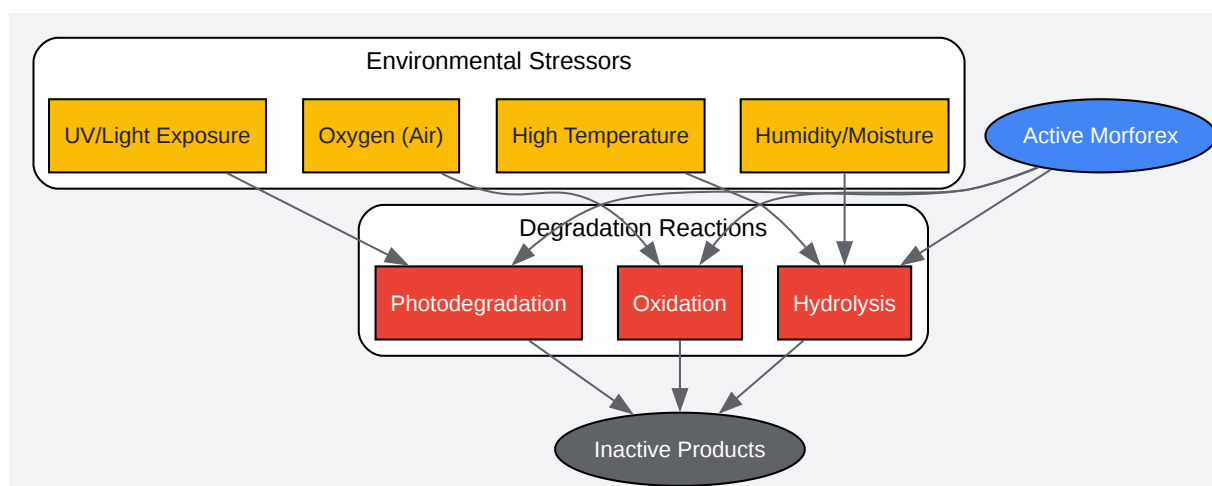 Environmental Stressors
UV/Light Exposure
Oxygen (Air)
High Temperature
Humidity/Moisture
Active Morforex
Degradation Reactions
Photodegradation
Oxidation
Hydrolysis
Inactive Products